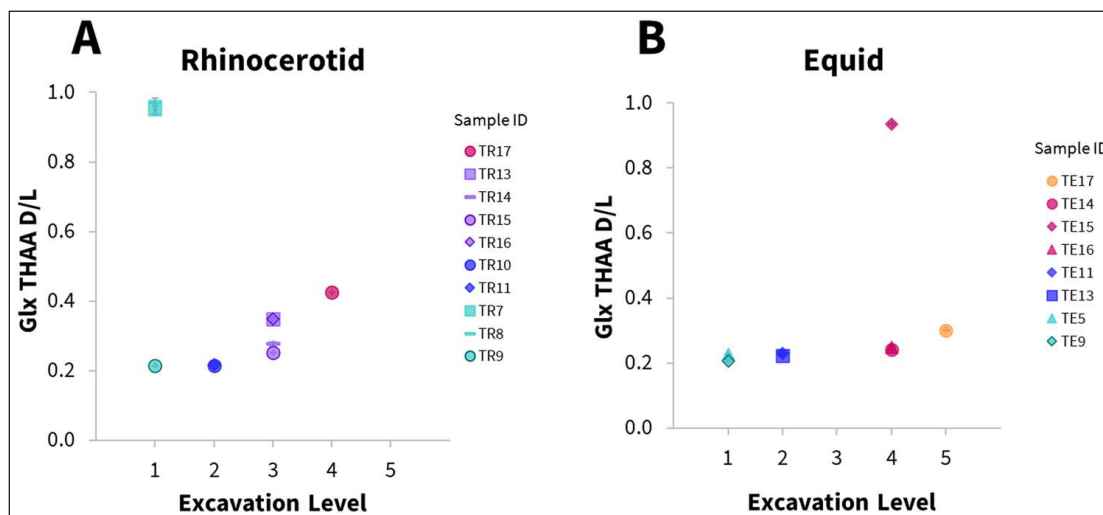 A
Rhinocerotid
Glx THAA D/L
1.0
0.8
0.6
0.4
0.2
0.0
1 2 3 4 5
Excavation Level
Sample ID
TR17
TR13
TR14
TR15
TR16
TR10
TR11
TR7
TR8
TR9
B
Equid
Glx THAA D/L
1.0
0.8
0.6
0.4
0.2
0.0
1 2 3 4 5
Excavation Level
Sample ID
TE17
TE14
TE15
TE16
TE11
TE13
TE5
TE9